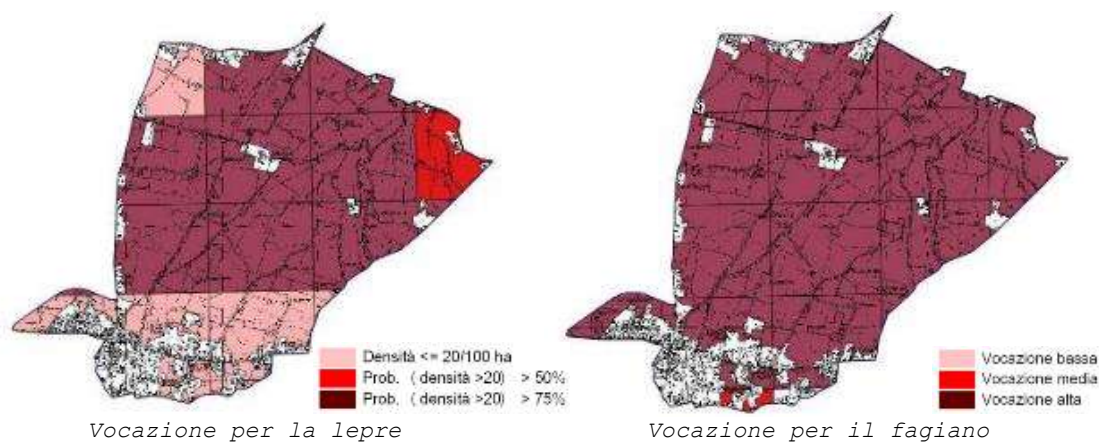 Densità <= 20/100 ha
Prob. ( densità >20) > 50%
Prob. ( densità >20) > 75%
Vocazione bassa
Vocazione media
Vocazione alta
Vocazione per la lepre
Vocazione per il fagiano